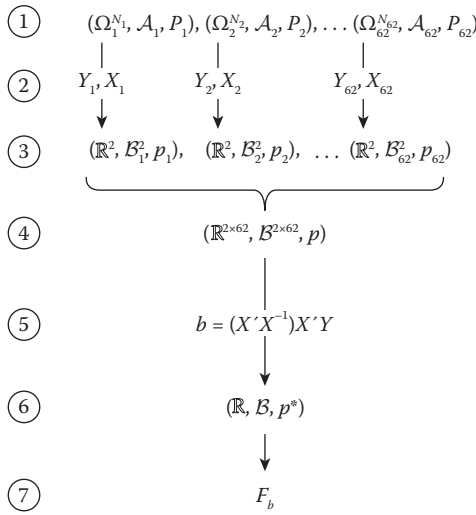 ① (Ω₁^{N₁}, 𝒜₁, P₁), (Ω₂^{N₂}, 𝒜₂, P₂), … (Ω₆₂^{N₆₂}, 𝒜₆₂, P₆₂)
② Y₁, X₁ Y₂, X₂ Y₆₂, X₆₂
③ (ℝ², ℬ₁², p₁), (ℝ², ℬ₂², p₂), … (ℝ², ℬ₆₂², p₆₂)
④ (ℝ^{2×62}, ℬ^{2×62}, p)
⑤ b = (X´X⁻¹)X´Y
⑥ (ℝ, ℬ, p*)
⑦ F_b